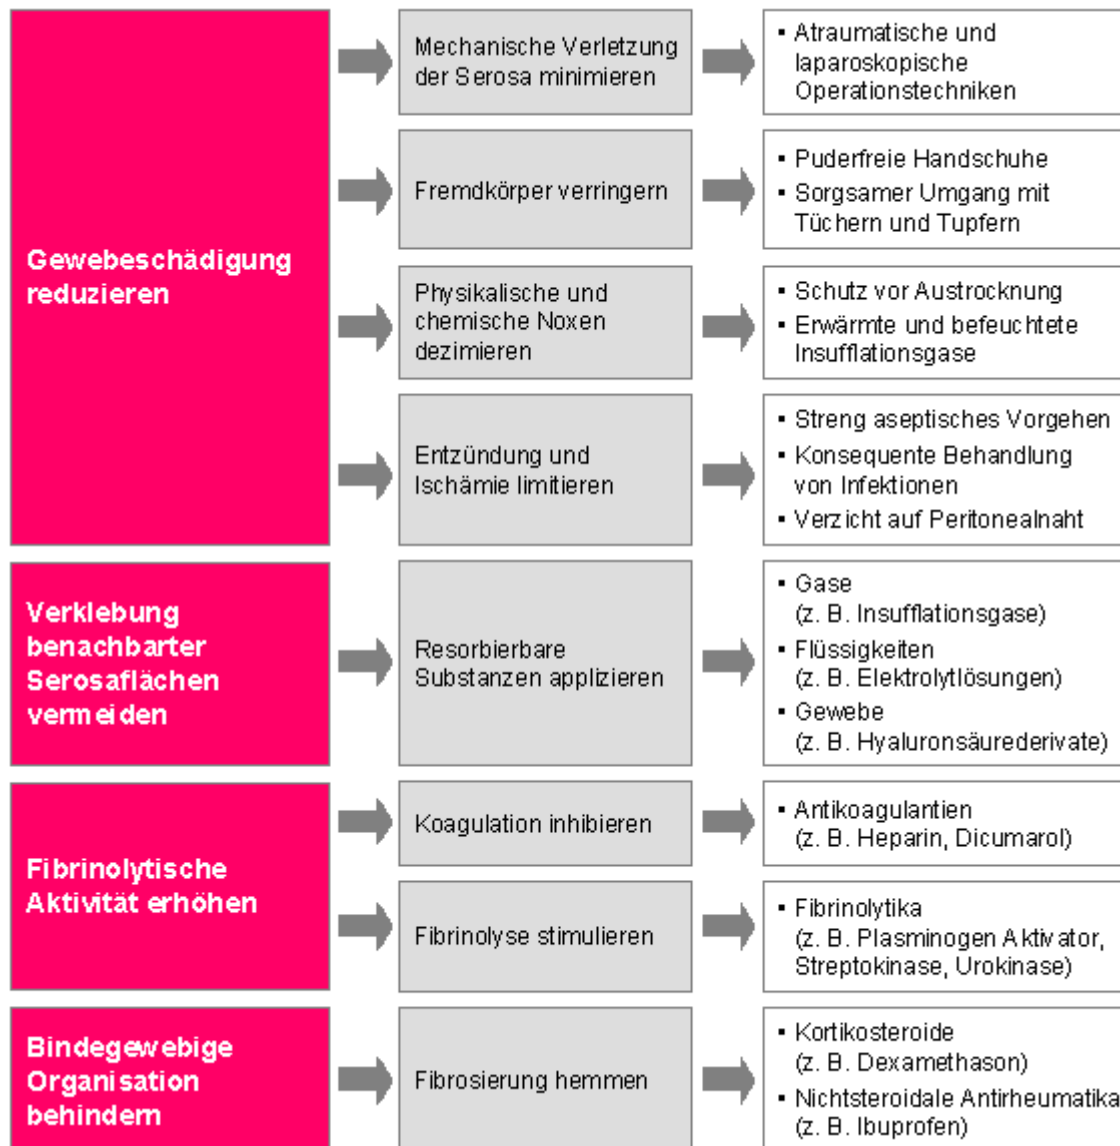 Gewebeschädigung
reduzieren
Mechanische Verletzung
der Serosa minimieren
▪ Atraumatische und
laparoskopische
Operationstechniken
Fremdkörper verringern
▪ Puderfreie Handschuhe
▪ Sorgsamer Umgang mit
Tüchern und Tupfern
Physikalische und
chemische Noxen
dezimieren
▪ Schutz vor Austrocknung
▪ Erwärmte und befeuchtete
Insufflationsgase
Entzündung und
Ischämie limitieren
▪ Streng aseptisches Vorgehen
▪ Konsequente Behandlung
von Infektionen
▪ Verzicht auf Peritonealnaht
Verklebung
benachbarter
Serosaflächen
vermeiden
Resorbierbare
Substanzen applizieren
▪ Gase
(z. B. Insufflationsgase)
▪ Flüssigkeiten
(z. B. Elektrolytlösungen)
▪ Gewebe
(z. B. Hyaluronsäurederivate)
Fibrinolytische
Aktivität erhöhen
Koagulation inhibieren
▪ Antikoagulantien
(z. B. Heparin, Dicumarol)
Fibrinolyse stimulieren
▪ Fibrinolytika
(z. B. Plasminogen Aktivator,
Streptokinase, Urokinase)
Bindegewebige
Organisation
behindern
Fibrosierung hemmen
▪ Kortikosteroide
(z. B. Dexamethason)
▪ Nichtsteroidale Antirheumatika
(z. B. Ibuprofen)